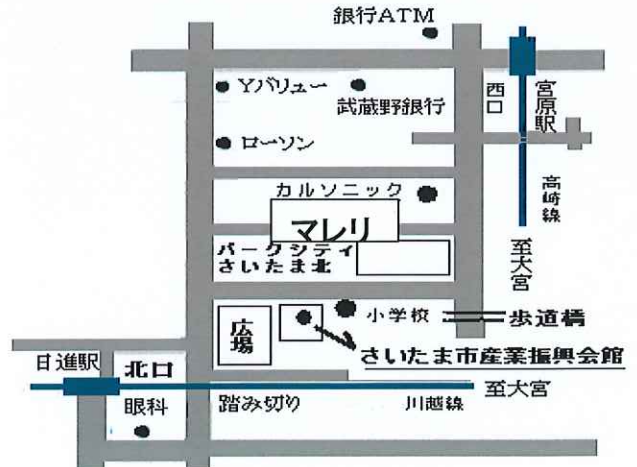 銀行ATM
Yバリュー
武蔵野銀行
西口
宮原駅
ローソン
高崎線
カルソニック
マレリ
至大宮
パークシティ
さいたま北
広場
小学校
歩道橋
さいたま市産業振興会館
日進駅
北口
至大宮
眼科
踏み切り
川越線